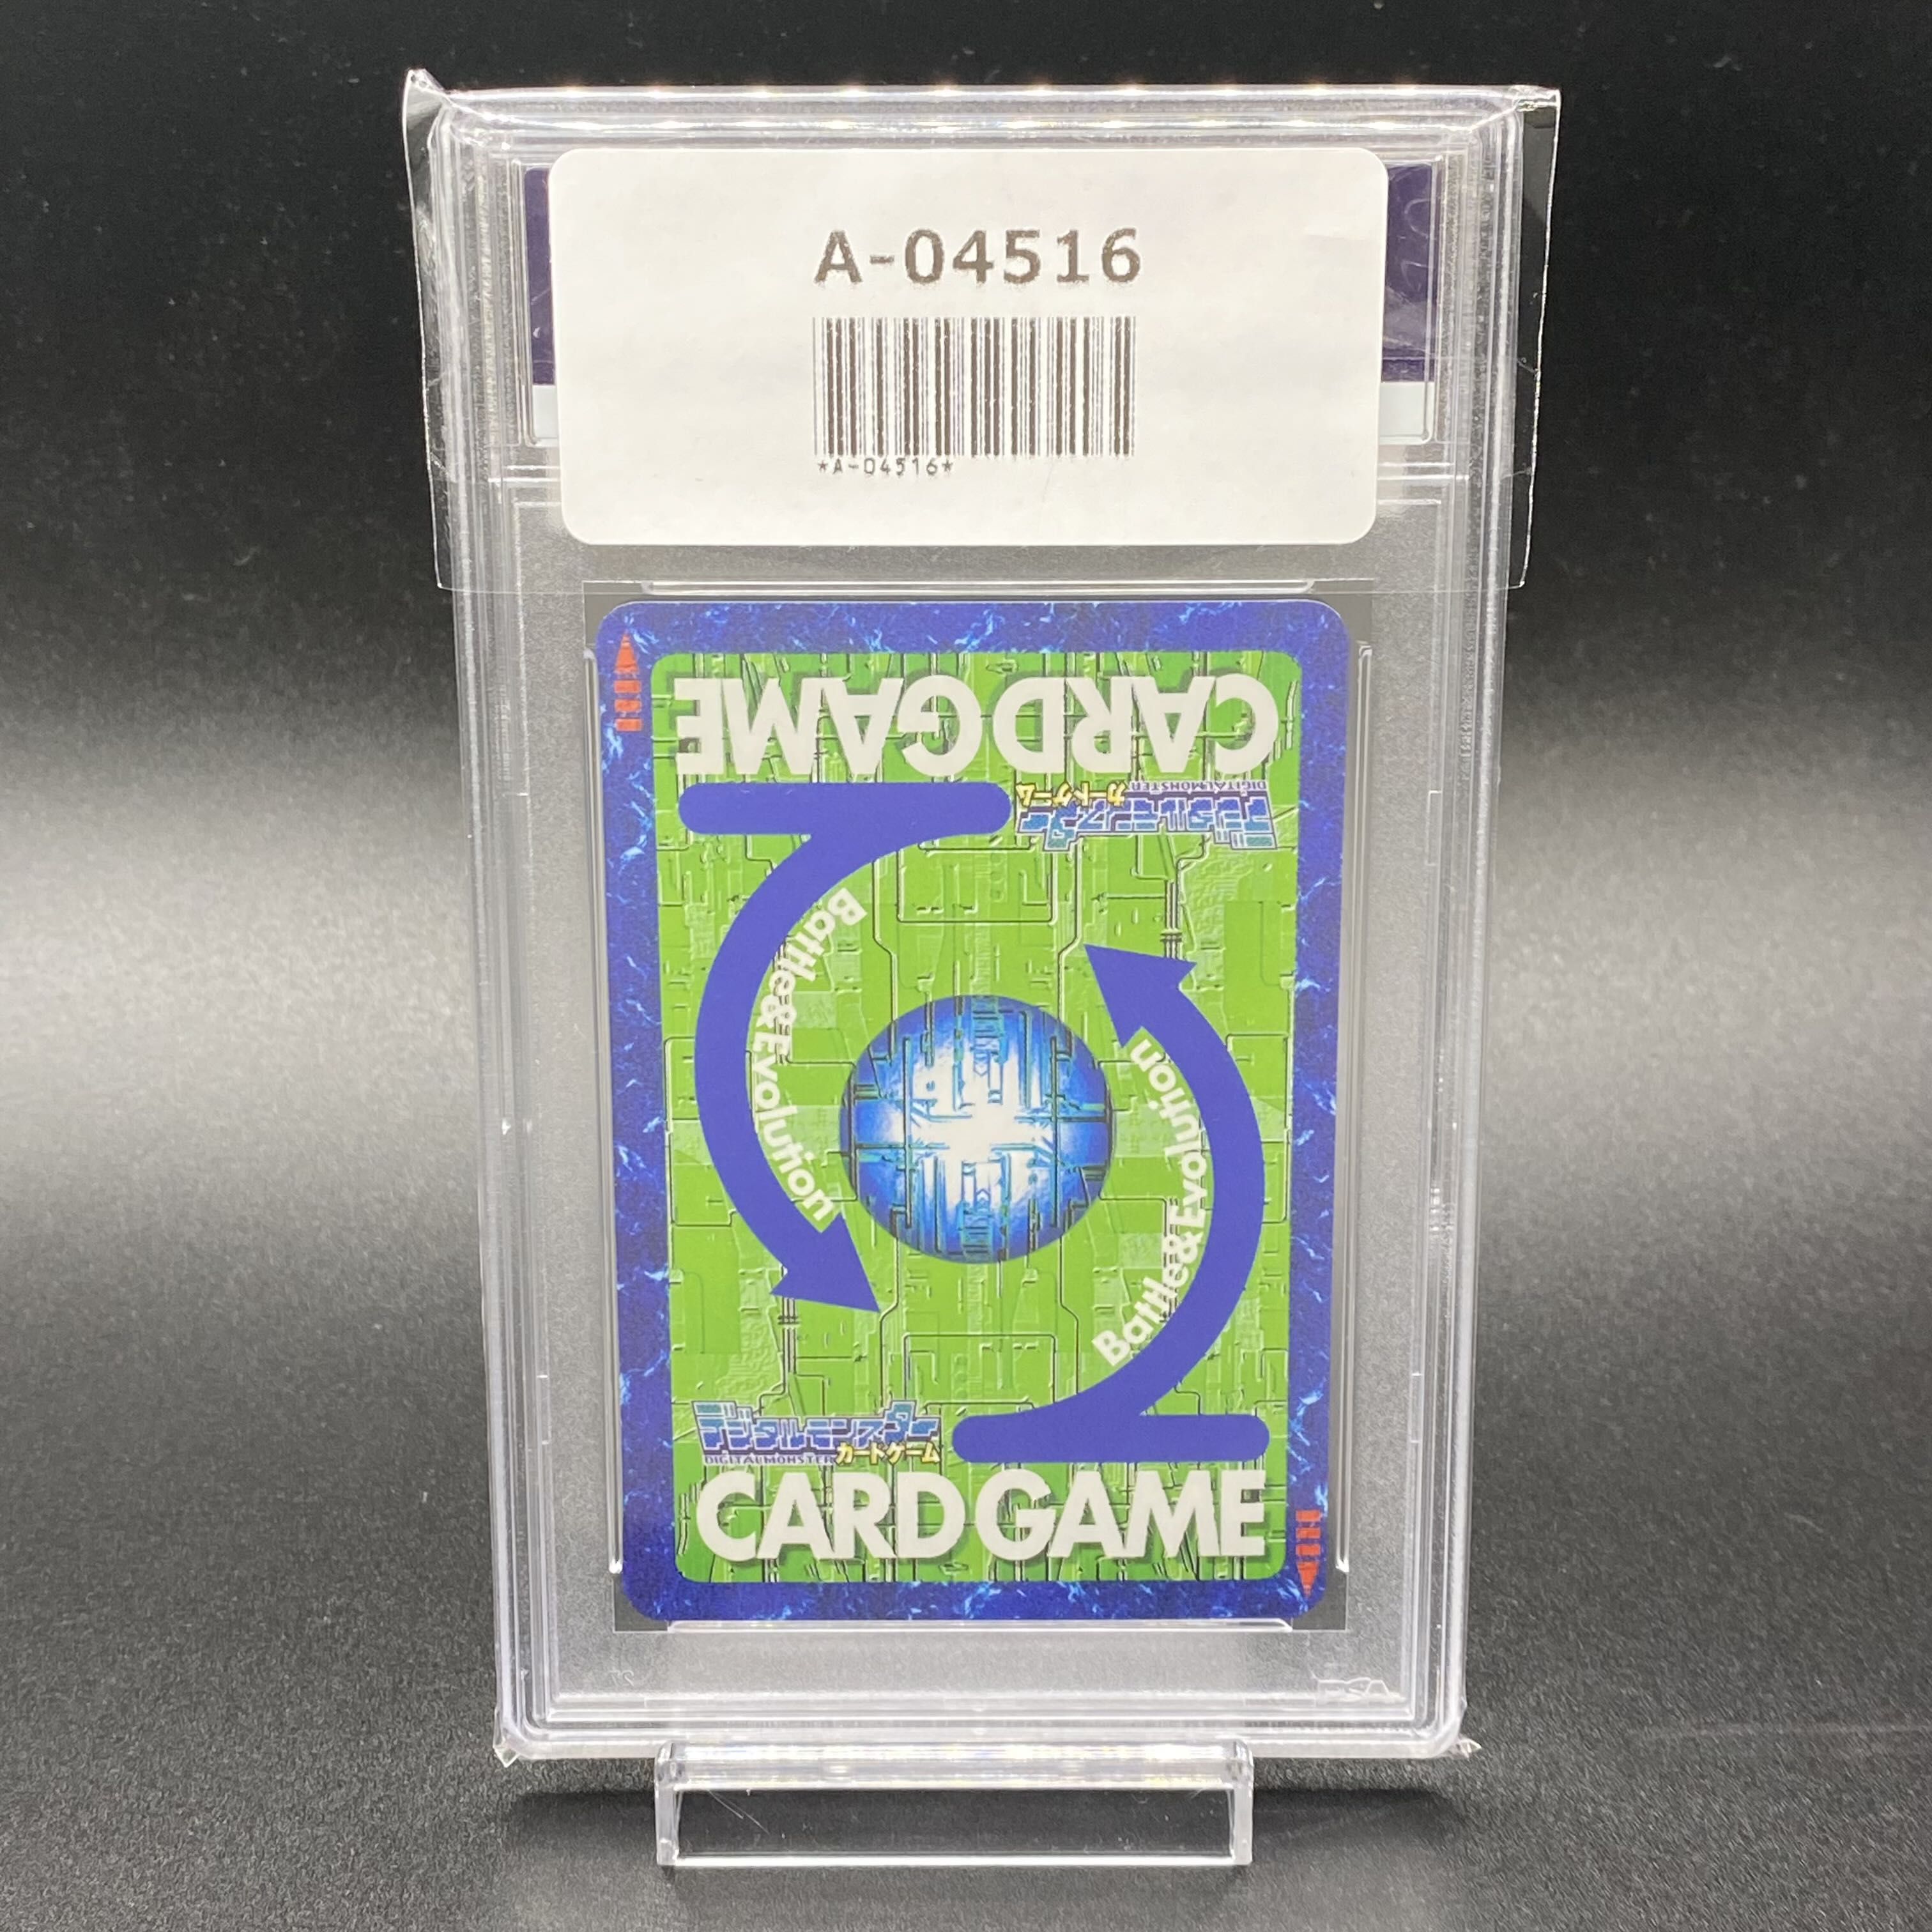 A-04516
*A-04516*
CARD GAME
デジタルモンスター
DIGITALMONSTER カードゲーム
Battle&Evolution
Battle&Evolution
デジタルモンスター
DIGITALMONSTER カードゲーム
CARD GAME
PSA